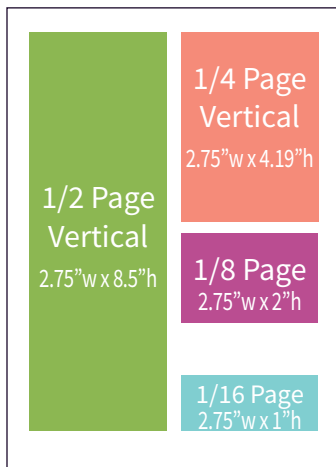 1/2 Page
Vertical
2.75”w x 8.5”h
1/4 Page
Vertical
2.75”w x 4.19”h
1/8 Page
2.75”w x 2”h
1/16 Page
2.75”w x 1”h